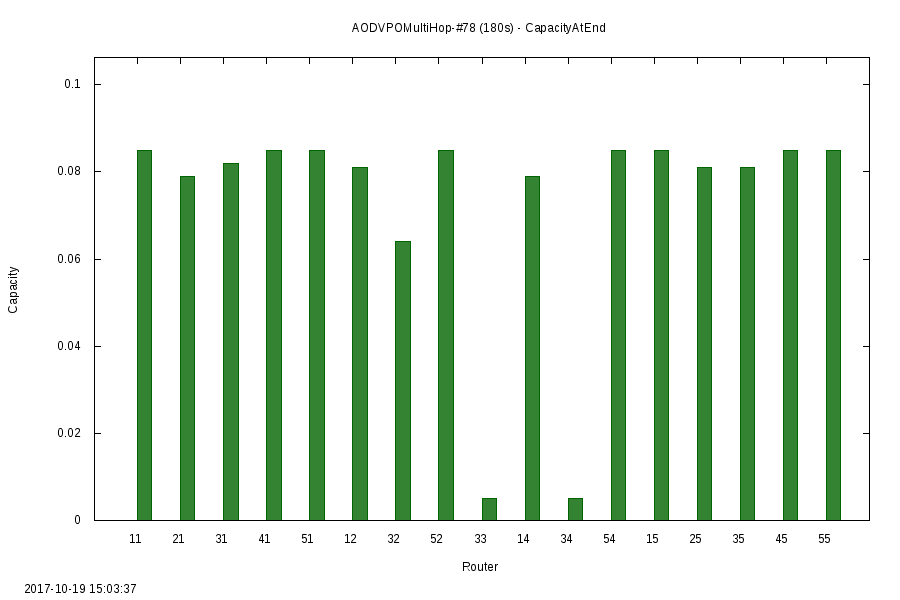 AODVPOMultiHop-#78 (180s) - CapacityAtEnd
0.1
0.08
0.06
0.04
0.02
0
Capacity
11 21 31 41 51 12 32 52 33 14 34 54 15 25 35 45 55
Router
2017-10-19 15:03:37